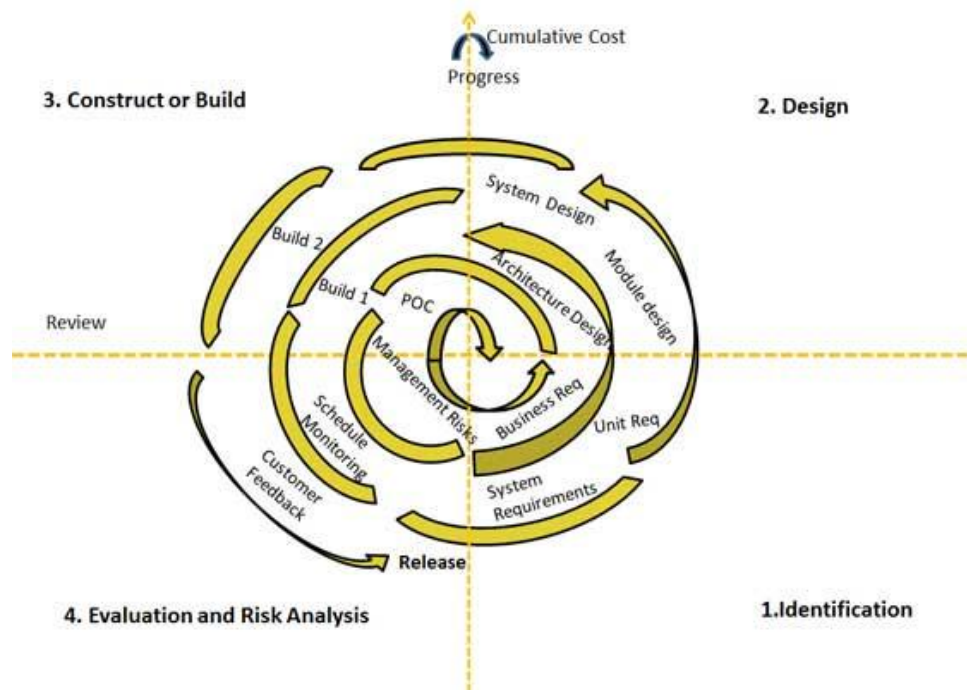 Cumulative Cost
Progress
3. Construct or Build
2. Design
System Design
Build 2
Module design
Architecture Design
Build 1
POC
Review
Management Risks
Business Req
Schedule
Monitoring
Unit Req
Customer
Feedback
System
Requirements
Release
4. Evaluation and Risk Analysis
1.Identification